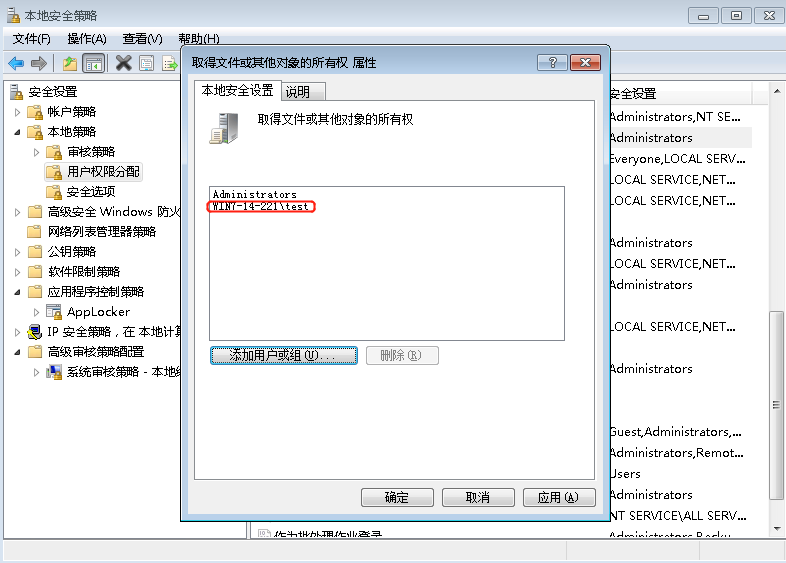 本地安全策略
文件(F) 操作(A) 查看(V) 帮助(H)
安全设置
帐户策略
本地策略
审核策略
用户权限分配
安全选项
高级安全 Windows 防火
网络列表管理器策略
公钥策略
软件限制策略
应用程序控制策略
AppLocker
IP 安全策略，在 本地计算
高级审核策略配置
系统审核策略 - 本地组
取得文件或其他对象的所有权 属性
本地安全设置 说明
取得文件或其他对象的所有权
Administrators
WIN7-14-221\test
添加用户或组(U)... 删除(R)
确定 取消 应用(A)
安全设置
Administrators,NT SE...
Administrators
Everyone,LOCAL SERV...
LOCAL SERVICE,NET...
LOCAL SERVICE,NET...
Administrators
LOCAL SERVICE,NET...
Administrators
LOCAL SERVICE,NET...
Administrators
Guest,Administrators,...
Administrators,Remot...
Users
Administrators
NT SERVICE\ALL SERV...
作为批处理作业登录 Administrators,Backu...